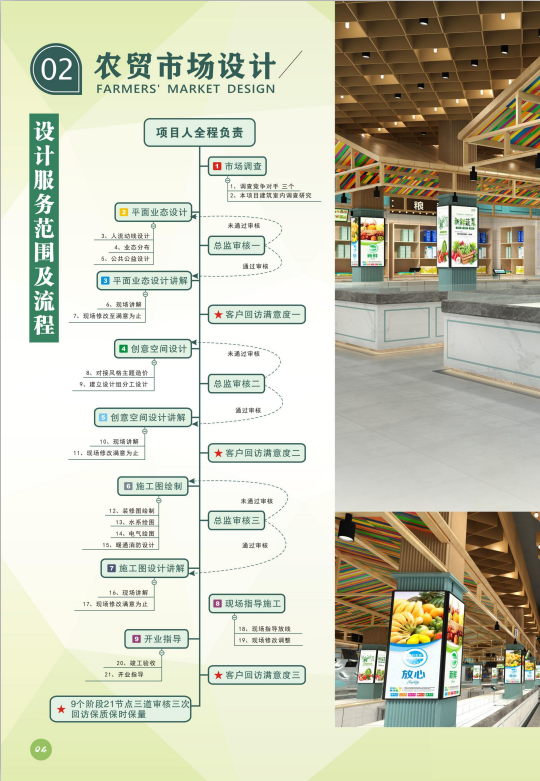 02
农贸市场设计
FARMERS' MARKET DESIGN
设计服务范围及流程
项目人全程负责
1 市场调查
1、调查竞争对手 三个
2、本项目建筑室内调查研究
2 平面业态设计
未通过审核
3、人流动线设计
4、业态分布
5、公共公益设计
总监审核一
通过审核
3 平面业态设计讲解
6、现场讲解
7、现场修改至满意为止
★ 客户回访满意度一
4 创意空间设计
未通过审核
8、对接风格主题造价
9、建立设计组分工设计
总监审核二
通过审核
5 创意空间设计讲解
10、现场讲解
11、现场修改满意为止
★ 客户回访满意度二
6 施工图绘制
未通过审核
12、装修图绘制
13、水系绘图
14、电气绘图
15、暖通消防设计
总监审核三
通过审核
7 施工图设计讲解
16、现场讲解
17、现场修改满意为止
8 现场指导施工
18、现场指导放线
19、现场修改调整
9 开业指导
20、竣工验收
21、开业指导
★ 客户回访满意度三
★ 9个阶段21节点三道审核三次
回访保质保时保量
粮
新鲜
放心
新鲜